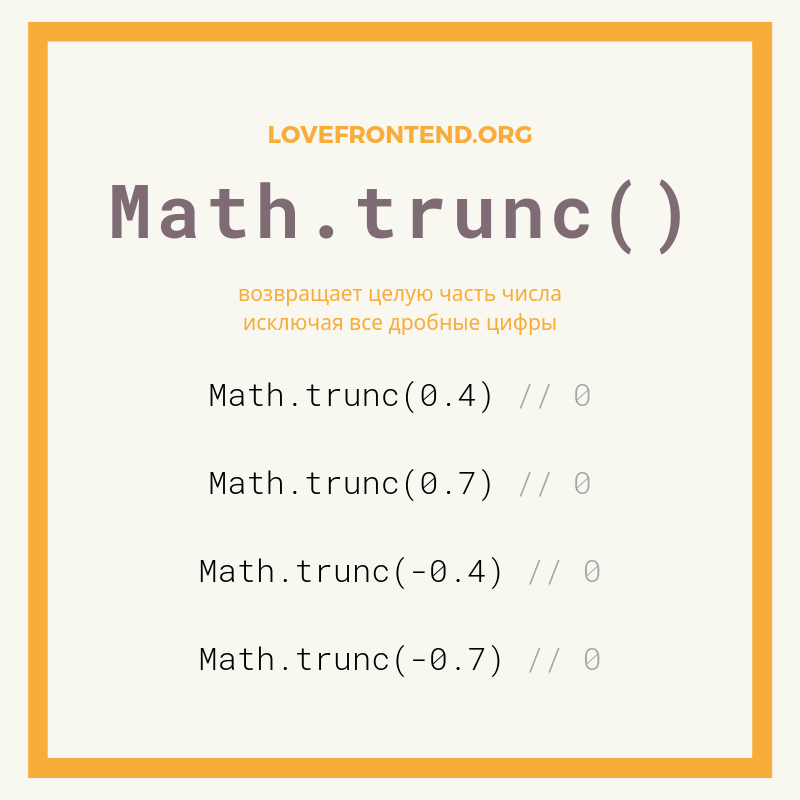 LOVEFRONTEND.ORG
Math.trunc()
возвращает целую часть числа
исключая все дробные цифры
Math.trunc(0.4) // 0
Math.trunc(0.7) // 0
Math.trunc(-0.4) // 0
Math.trunc(-0.7) // 0